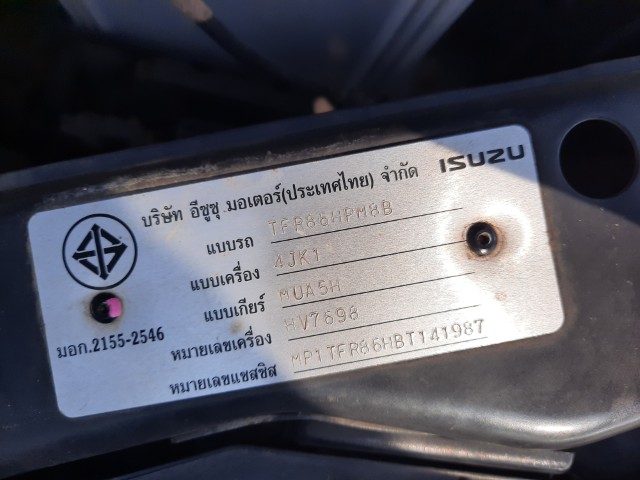 บริษัท อีซูซุ มอเตอร์(ประเทศไทย) จำกัด ISUZU
แบบรถ TFR86HPM8B
แบบเครื่อง 4JK1
แบบเกียร์ MUA5H
หมายเลขเครื่อง HV7698
หมายเลขแชสซิส MP1TFR86HBT141987
มอก.2155-2546